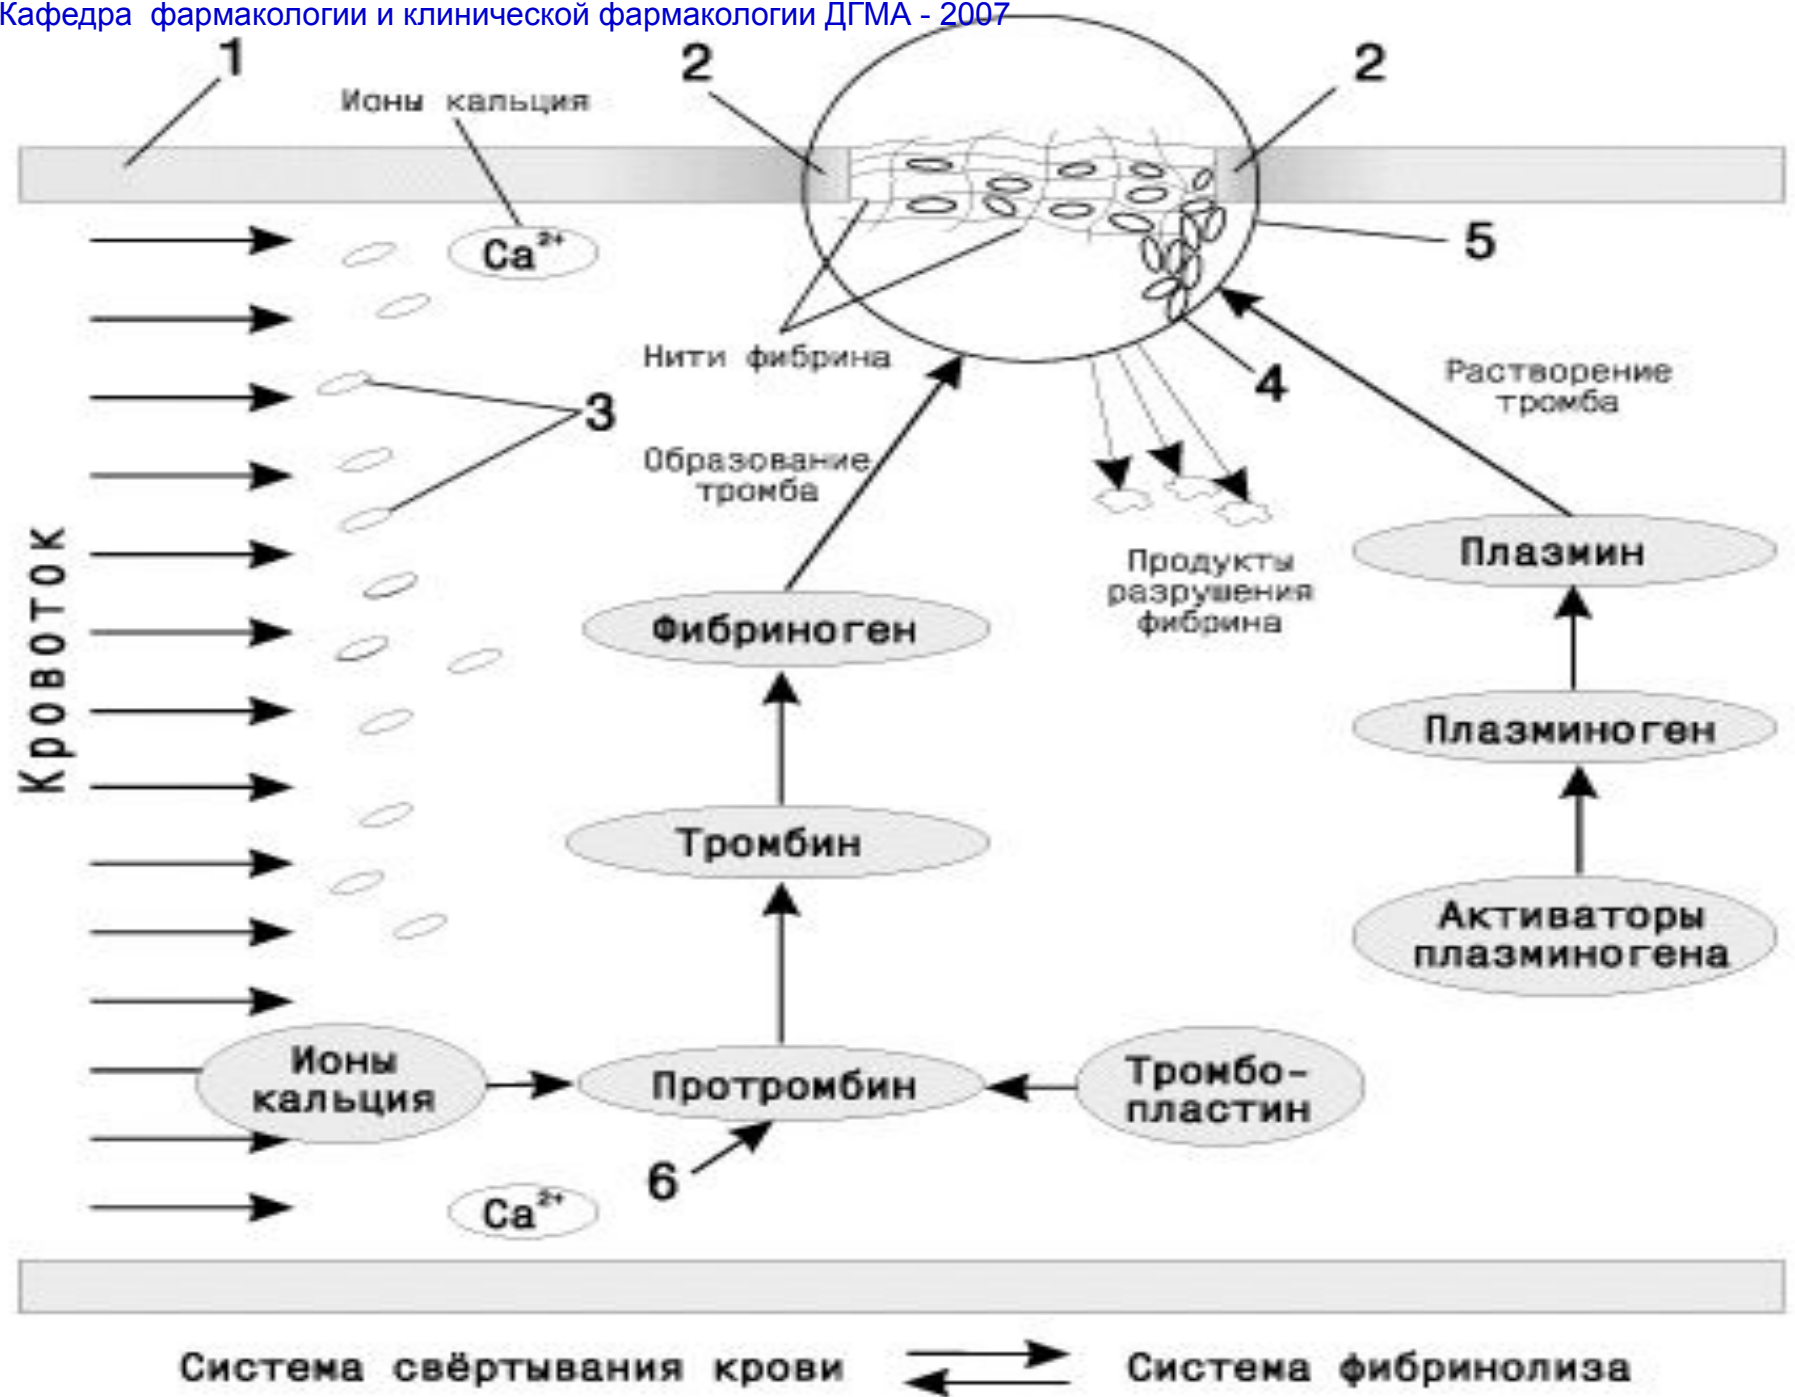 Кафедра фармакологии и клинической фармакологии ДГМА - 2007
1
2
2
Ионы кальция
Ca2+
5
Нити фибрина
4
Растворение
тромба
3
Образование
тромба
Кровоток
Продукты
разрушения
фибрина
Плазмин
Фибриноген
Плазминоген
Тромбин
Активаторы
плазминогена
Ионы
кальция
Протромбин
Тромбо-
пластин
6
Ca2+
Система свёртывания крови
Система фибринолиза